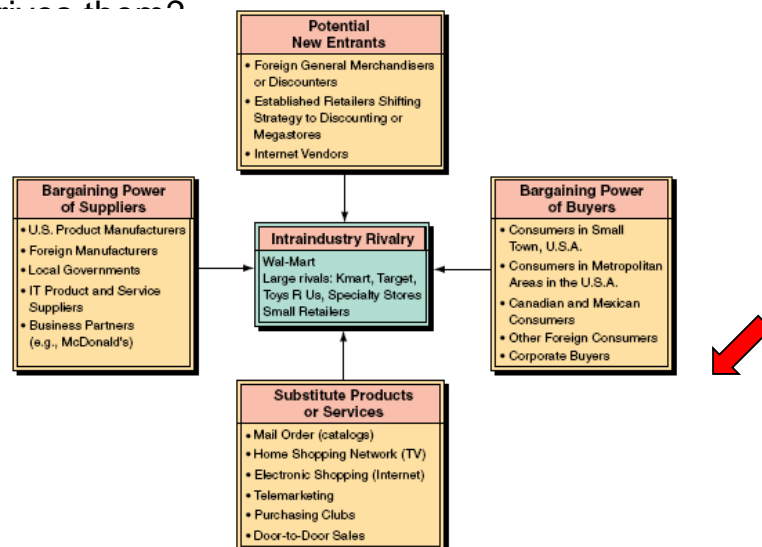 drives them?
Potential
New Entrants
• Foreign General Merchandisers
or Discounters
• Established Retailers Shifting
Strategy to Discounting or
Megastores
• Internet Vendors
Bargaining Power
of Suppliers
• U.S. Product Manufacturers
• Foreign Manufacturers
• Local Governments
• IT Product and Service
Suppliers
• Business Partners
(e.g., McDonald's)
Intraindustry Rivalry
Wal-Mart
Large rivals: Kmart, Target,
Toys R Us, Specialty Stores
Small Retailers
Bargaining Power
of Buyers
• Consumers in Small
Town, U.S.A.
• Consumers in Metropolitan
Areas in the U.S.A.
• Canadian and Mexican
Consumers
• Other Foreign Consumers
• Corporate Buyers
Substitute Products
or Services
• Mail Order (catalogs)
• Home Shopping Network (TV)
• Electronic Shopping (Internet)
• Telemarketing
• Purchasing Clubs
• Door-to-Door Sales